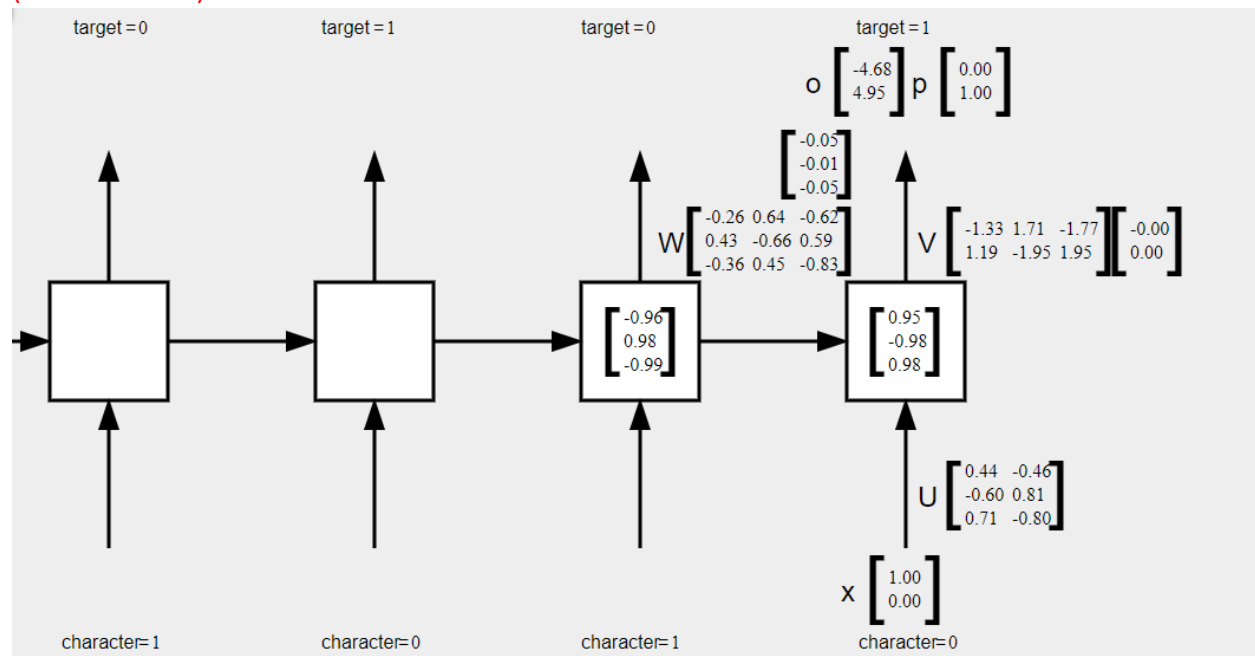 target=0 target=1 target=0 target=1
o -4.68 p 0.00
4.95 1.00
-0.05
-0.01
-0.05
W -0.26 0.64 -0.62
0.43 -0.66 0.59
-0.36 0.45 -0.83
V -1.33 1.71 -1.77 -0.00
1.19 -1.95 1.95 0.00
-0.96 0.95
0.98 -0.98
-0.99 0.98
U 0.44 -0.46
-0.60 0.81
0.71 -0.80
x 1.00
0.00
character=1 character=0 character=1 character=0